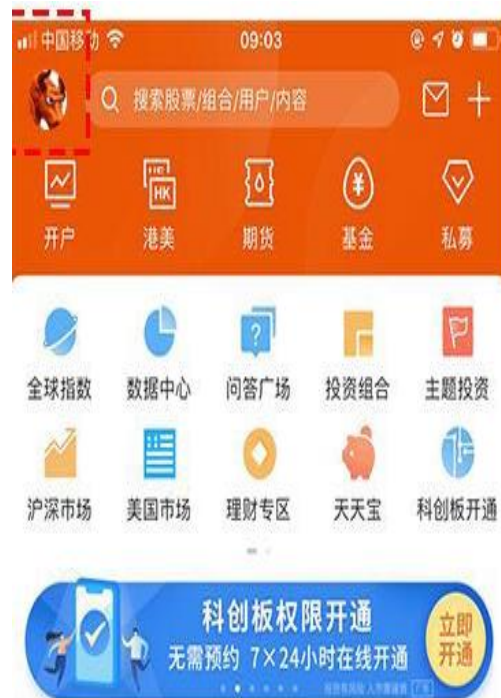 中国移动 09:03
搜索股票/组合/用户/内容
HK
开户 港美 期货 基金 私募
全球指数 数据中心 问答广场 投资组合 主题投资
沪深市场 美国市场 理财专区 天天宝 科创板开通
科创板权限开通
无需预约 7×24小时在线开通
立即
开通